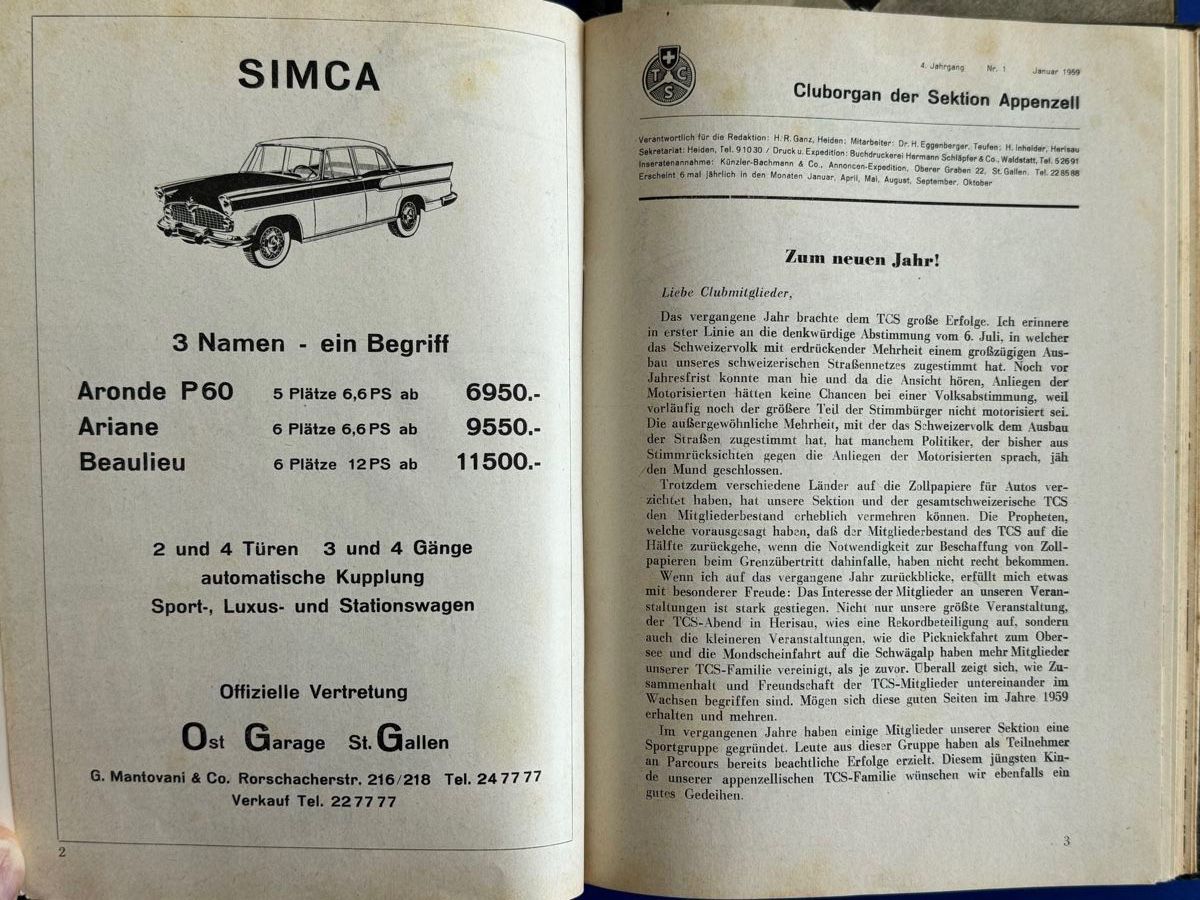 SIMCA
3 Namen - ein Begriff
Aronde P60 5 Plätze 6,6 PS ab 6950.-
Ariane 6 Plätze 6,6 PS ab 9550.-
Beaulieu 6 Plätze 12 PS ab 11500.-
2 und 4 Türen 3 und 4 Gänge
automatische Kupplung
Sport-, Luxus- und Stationswagen
Offizielle Vertretung
Ost Garage St. Gallen
G. Mantovani & Co. Rorschacherstr. 216/218 Tel. 24 77 77
Verkauf Tel. 22 77 77
2
TCS
4. Jahrgang Nr. 1 Januar 1959
Cluborgan der Sektion Appenzell
Verantwortlich für die Redaktion: H. R. Ganz, Heiden; Mitarbeiter: Dr. H. Eggenberger, Teufen; H. Inhelder, Herisau
Sekretariat: Heiden, Tel. 9 10 30 / Druck u. Expedition: Buchdruckerei Hermann Schläpfer & Co., Waldstatt, Tel. 5 26 91
Inseratenannahme: Künzler-Bachmann & Co., Annoncen-Expedition, Oberer Graben 22, St. Gallen. Tel. 22 85 88
Erscheint 6 mal jährlich in den Monaten Januar, April, Mai, August, September, Oktober
Zum neuen Jahr!
Liebe Clubmitglieder,
Das vergangene Jahr brachte dem TCS große Erfolge. Ich erinnere
in erster Linie an die denkwürdige Abstimmung vom 6. Juli, in welcher
das Schweizervolk mit erdrückender Mehrheit einem großzügigen Aus-
bau unseres schweizerischen Straßennetzes zugestimmt hat. Noch vor
Jahresfrist konnte man hie und da die Ansicht hören, Anliegen der
Motorisierten hätten keine Chancen bei einer Volksabstimmung, weil
vorläufig noch der größere Teil der Stimmbürger nicht motorisiert sei.
Die außergewöhnliche Mehrheit, mit der das Schweizervolk dem Ausbau
der Straßen zugestimmt hat, hat manchem Politiker, der bisher aus
Stimmrücksichten gegen die Anliegen der Motorisierten sprach, jäh
den Mund geschlossen.
Trotzdem verschiedene Länder auf die Zollpapiere für Autos ver-
zichtet haben, hat unsere Sektion und der gesamtschweizerische TCS
den Mitgliederbestand erheblich vermehren können. Die Propheten,
welche vorausgesagt haben, daß der Mitgliederbestand des TCS auf die
Hälfte zurückgehe, wenn die Notwendigkeit zur Beschaffung von Zoll-
papieren beim Grenzübertritt dahinfalle, haben nicht recht bekommen.
Wenn ich auf das vergangene Jahr zurückblicke, erfüllt mich etwas
mit besonderer Freude: Das Interesse der Mitglieder an unseren Veran-
staltungen ist stark gestiegen. Nicht nur unsere größte Veranstaltung,
der TCS-Abend in Herisau, wies eine Rekordbeteiligung auf, sondern
auch die kleineren Veranstaltungen, wie die Picknickfahrt zum Ober-
see und die Mondscheinfahrt auf die Schwägalp haben mehr Mitglieder
unserer TCS-Familie vereinigt, als je zuvor. Überall zeigt sich, wie Zu-
sammenhalt und Freundschaft der TCS-Mitglieder untereinander im
Wachsen begriffen sind. Mögen sich diese guten Seiten im Jahre 1959
erhalten und mehren.
Im vergangenen Jahre haben einige Mitglieder unserer Sektion eine
Sportgruppe gegründet. Leute aus dieser Gruppe haben als Teilnehmer
an Parcours bereits beachtliche Erfolge erzielt. Diesem jüngsten Kin-
de unserer appenzellischen TCS-Familie wünschen wir ebenfalls ein
gutes Gedeihen.
3